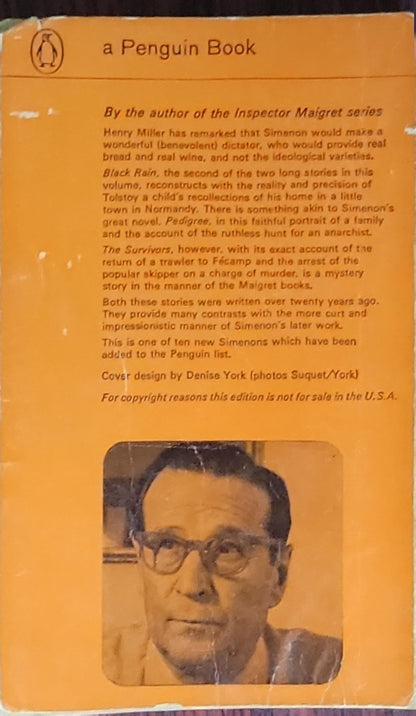 a Penguin Book
By the author of the Inspector Maigret series
Henry Miller has remarked that Simenon would make a
wonderful (benevolent) dictator, who would provide real
bread and real wine, and not the ideological varieties.
Black Rain, the second of the two long stories in this
volume, reconstructs with the reality and precision of
Tolstoy a child's recollections of his home in a little
town in Normandy. There is something akin to Simenon's
great novel, Pedigree, in this faithful portrait of a family
and the account of the ruthless hunt for an anarchist.
The Survivors, however, with its exact account of the
return of a trawler to Fécamp and the arrest of the
popular skipper on a charge of murder, is a mystery
story in the manner of the Maigret books.
Both these stories were written over twenty years ago.
They provide many contrasts with the more curt and
impressionistic manner of Simenon's later work.
This is one of ten new Simenons which have been
added to the Penguin list.
Cover design by Denise York (photos Suquet/York)
For copyright reasons this edition is not for sale in the U.S.A.